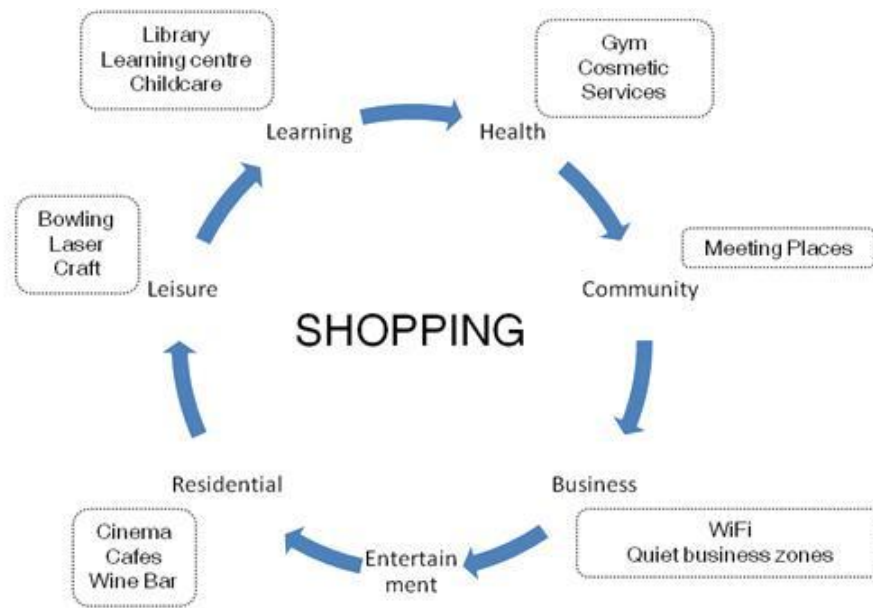 Library
Learning centre
Childcare
Gym
Cosmetic
Services
Learning
Health
Bowling
Laser
Craft
Meeting Places
Leisure
Community
SHOPPING
Residential
Business
Cinema
Cafes
Wine Bar
Entertain
ment
WiFi
Quiet business zones